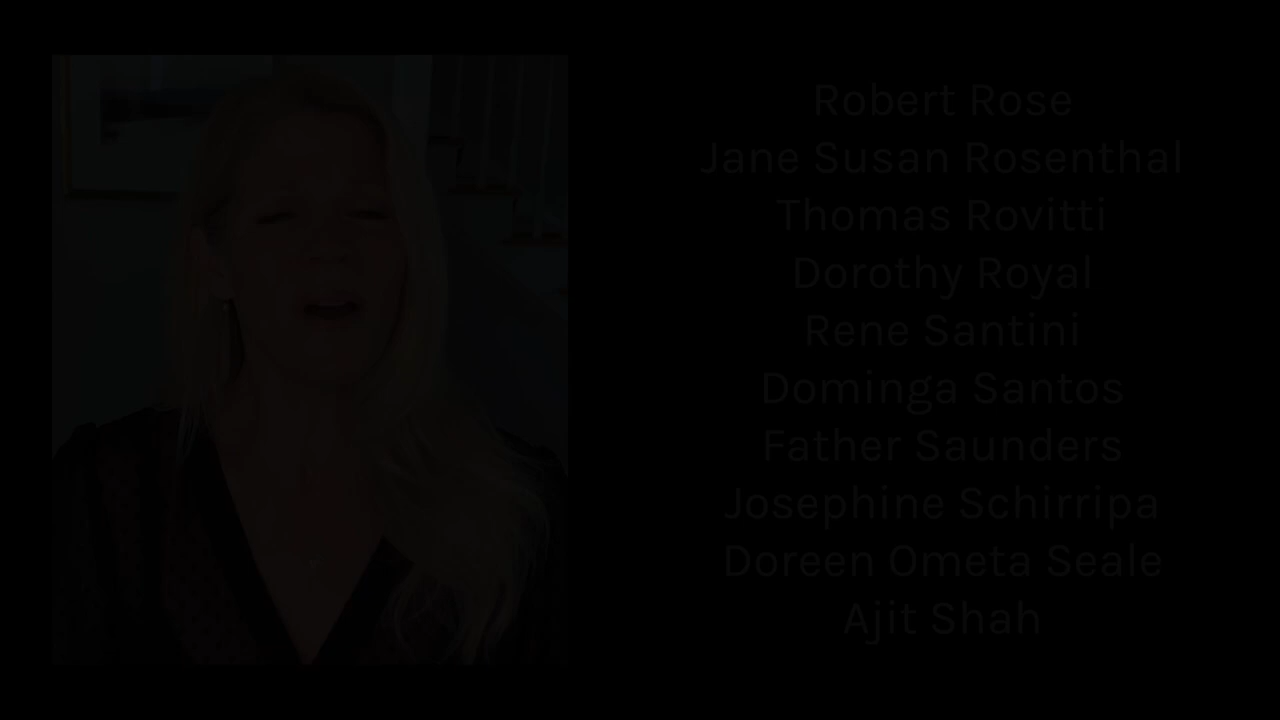 Robert Rose
Jane Susan Rosenthal
Thomas Rovitti
Dorothy Royal
Rene Santini
Dominga Santos
Father Saunders
Josephine Schirripa
Doreen Ometa Seale
Ajit Shah